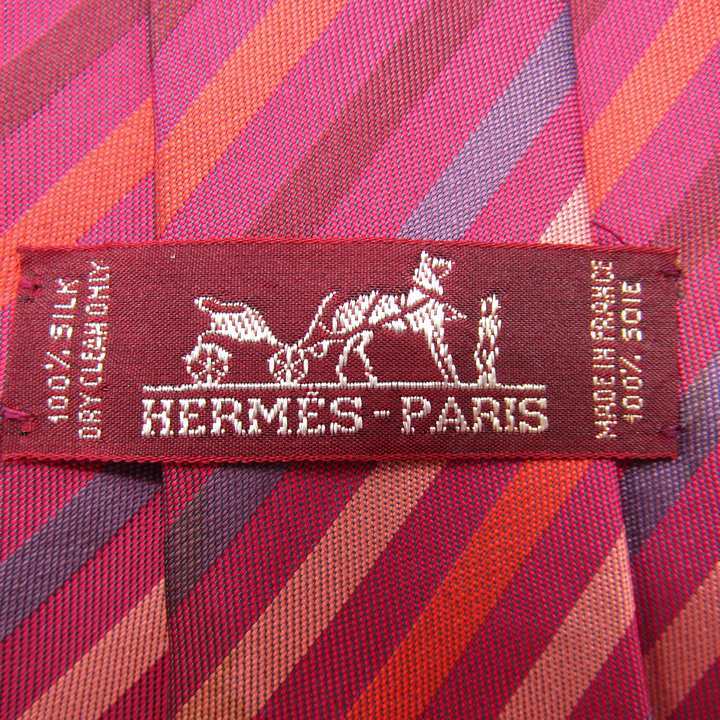 100% SILK
DRY CLEAN ONLY
HERMÈS-PARIS
MADE IN FRANCE
100% SOIE